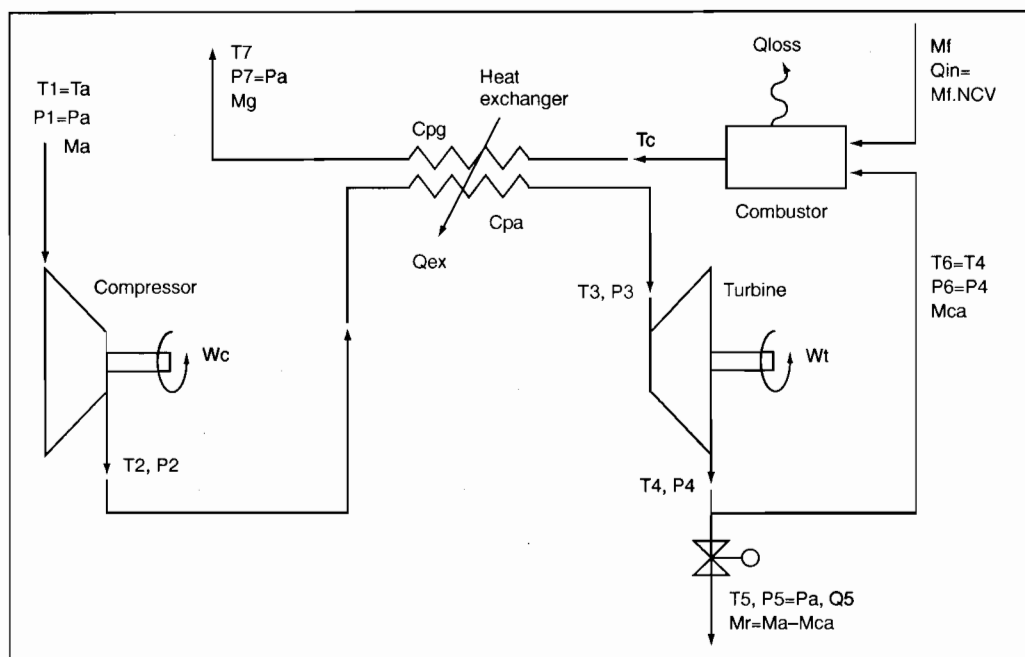 T7
P7=Pa
Mg
T1=Ta
P1=Pa
Ma
Heat
exchanger
Cpg
Cpa
Qex
Qloss
Mf
Qin=
Mf.NCV
Tc
Combustor
Compressor
Wc
T2, P2
T3, P3
Turbine
Wt
T6=T4
P6=P4
Mca
T4, P4
T5, P5=Pa, Q5
Mr=Ma–Mca